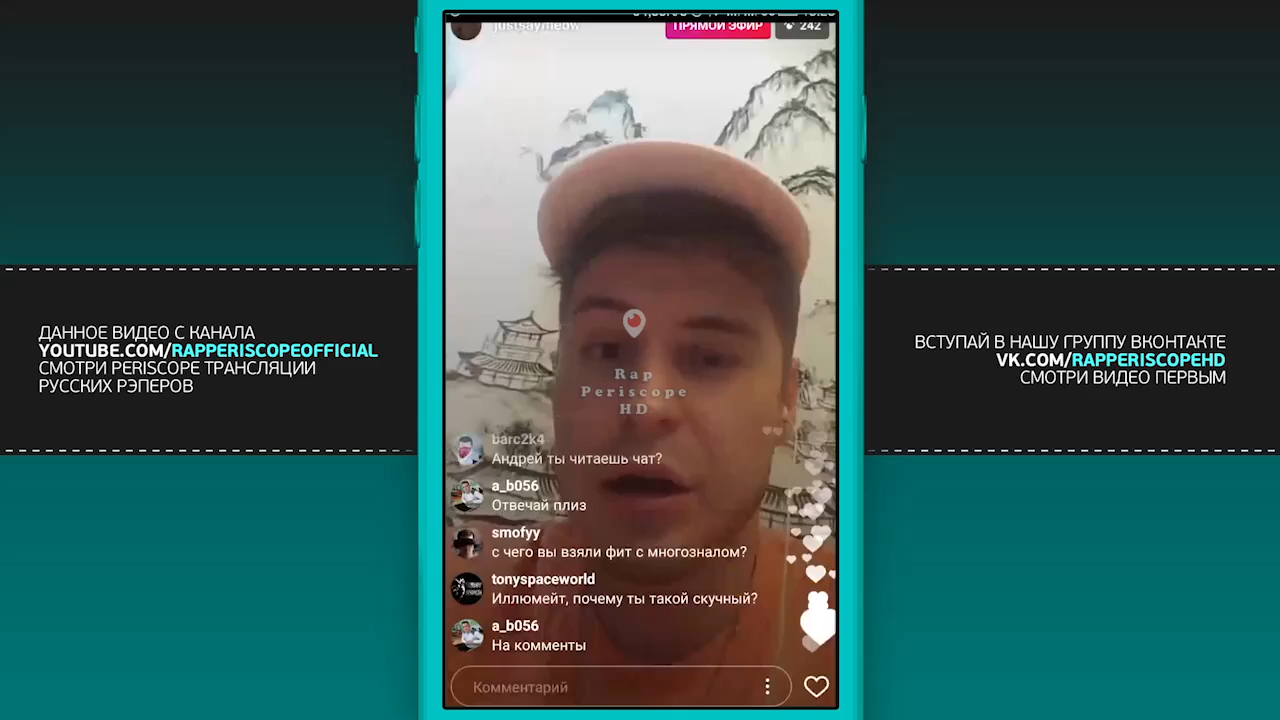 justsaymeow
ПРЯМОЙ ЭФИР
242
ДАННОЕ ВИДЕО С КАНАЛА
YOUTUBE.COM/RAPPERISCOPEOFFICIAL
СМОТРИ PERISCOPE ТРАНСЛЯЦИИ
РУССКИХ РЭПЕРОВ
ВСТУПАЙ В НАШУ ГРУППУ ВКОНТАКТЕ
VK.COM/RAPPERISCOPEHD
СМОТРИ ВИДЕО ПЕРВЫМ
Rap
Periscope
HD
barc2k4
Андрей ты читаешь чат?
a_b056
Отвечай плиз
smofyy
с чего вы взяли фит с многозналом?
tonyspaceworld
Иллюмейт, почему ты такой скучный?
a_b056
На комменты
Комментарий